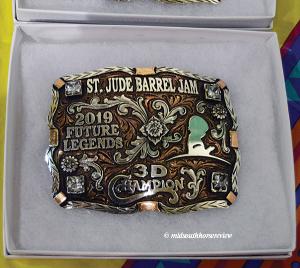 ST. JUDE BARREL JAM
2019
FUTURE
LEGENDS
3D
CHAMPION
© midsouthhorsereview